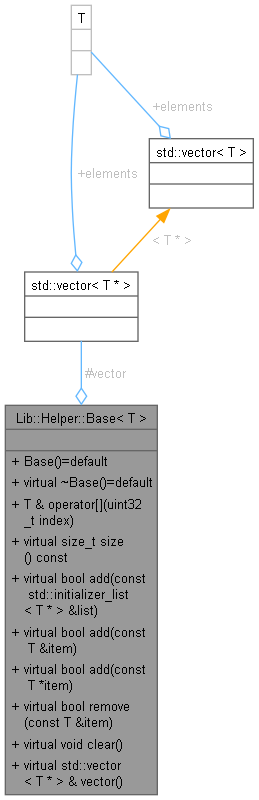 T
+elements
std::vector< T >
+elements
< T * >
std::vector< T * >
#vector
Lib::Helper::Base< T >
+ Base()=default
+ virtual ~Base()=default
+ T & operator[](uint32
_t index)
+ virtual size_t size
() const
+ virtual bool add(const
std::initializer_list
< T * > &list)
+ virtual bool add(const
T &item)
+ virtual bool add(const
T *item)
+ virtual bool remove
(const T &item)
+ virtual void clear()
+ virtual std::vector
< T * > & vector()